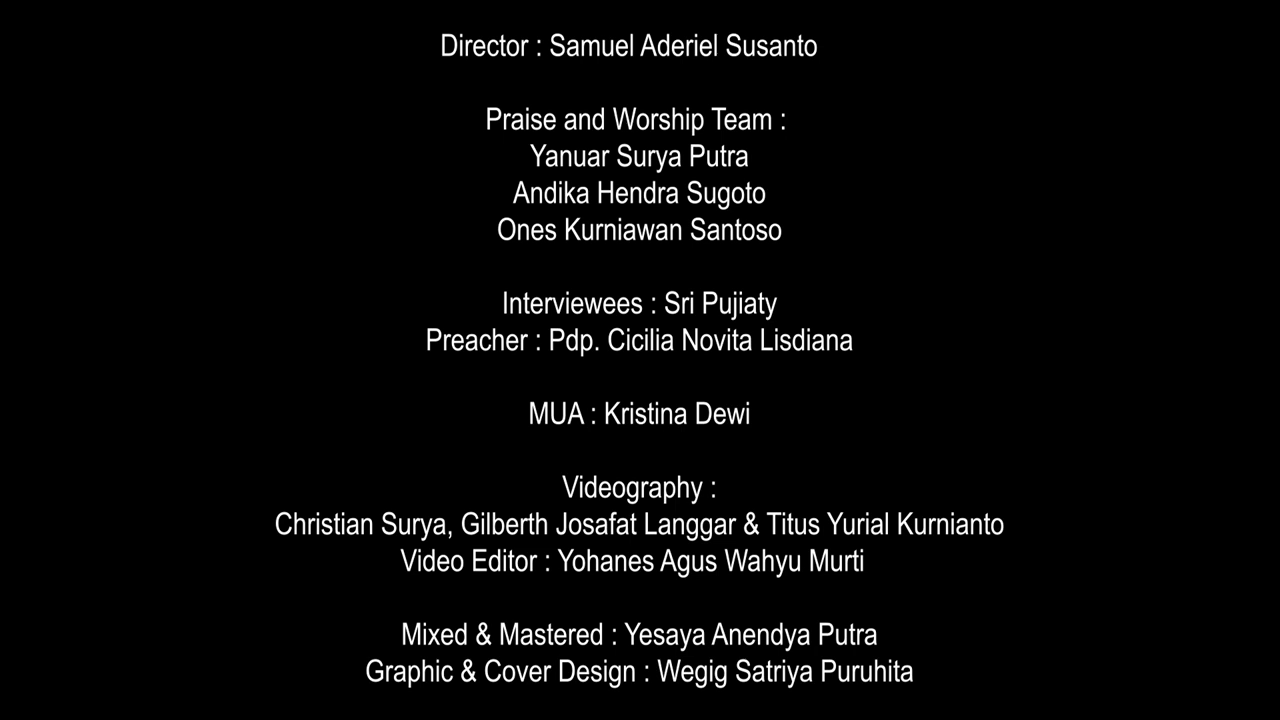 Director : Samuel Aderiel Susanto
Praise and Worship Team :
Yanuar Surya Putra
Andika Hendra Sugoto
Ones Kurniawan Santoso
Interviewees : Sri Pujiaty
Preacher : Pdp. Cicilia Novita Lisdiana
MUA : Kristina Dewi
Videography :
Christian Surya, Gilberth Josafat Langgar & Titus Yurial Kurnianto
Video Editor : Yohanes Agus Wahyu Murti
Mixed & Mastered : Yesaya Anendya Putra
Graphic & Cover Design : Wegig Satriya Puruhita